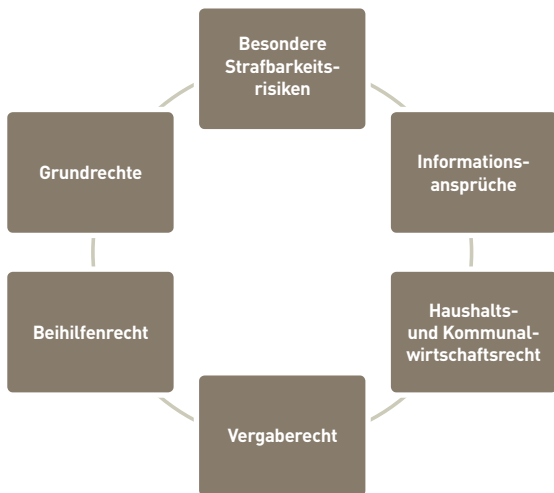 Besondere
Strafbarkeits-
risiken
Grundrechte
Informations-
ansprüche
Beihilfenrecht
Haushalts-
und Kommunal-
wirtschaftsrecht
Vergaberecht